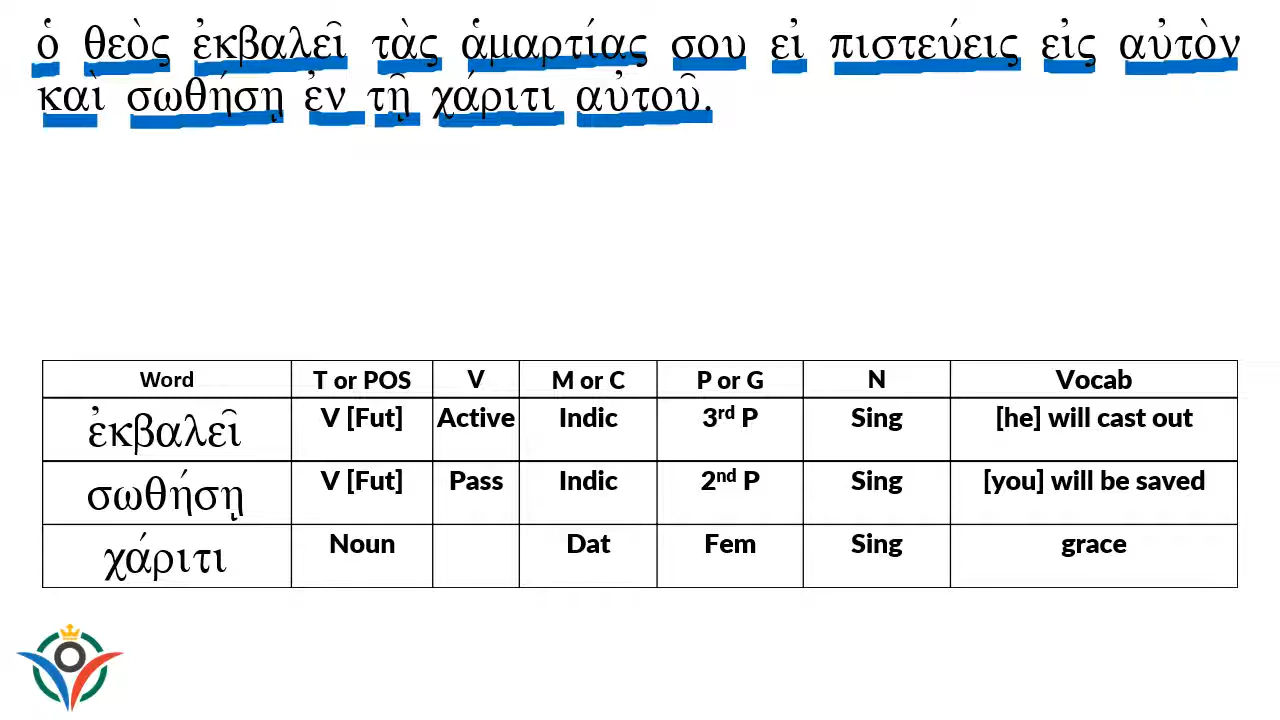 ὁ θεὸς ἐκβαλεῖ τὰς ἁμαρτίας σου εἰ πιστεύεις εἰς αὐτὸν
καὶ σωθήσῃ ἐν τῇ χάριτι αὐτοῦ.
Word T or POS V M or C P or G N Vocab
ἐκβαλεῖ V [Fut] Active Indic 3rd P Sing [he] will cast out
σωθήσῃ V [Fut] Pass Indic 2nd P Sing [you] will be saved
χάριτι Noun Dat Fem Sing grace